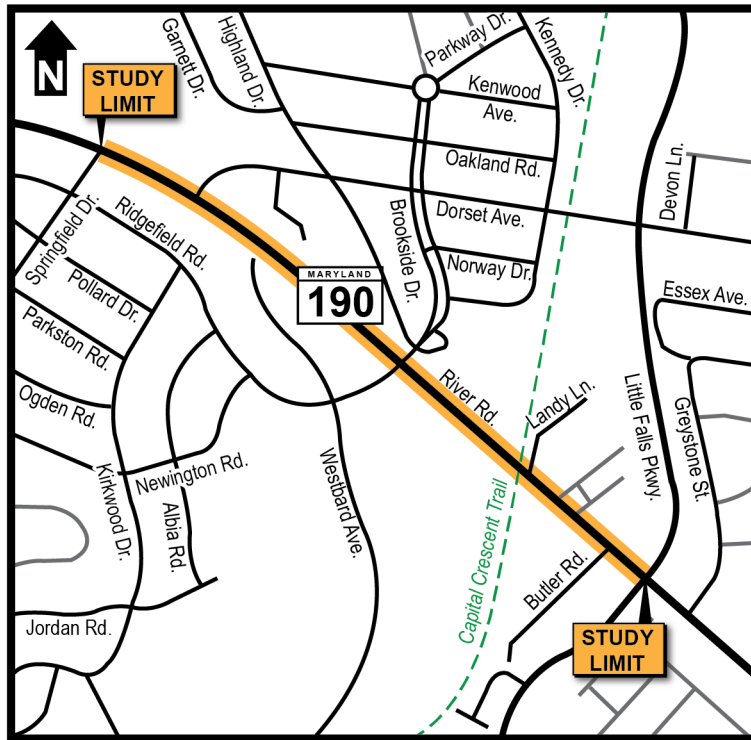 N
STUDY
LIMIT
Garnett Dr.
Highland Dr.
Parkway Dr.
Kennedy Dr.
Kenwood
Ave.
Oakland Rd.
Devon Ln.
Springfield Dr.
Ridgefield Rd.
Brookside Dr.
Dorset Ave.
Norway Dr.
Pollard Dr.
MARYLAND
190
Essex Ave.
Parkston Rd.
River Rd.
Landy Ln.
Little Falls Pkwy.
Greystone St.
Ogden Rd.
Newington Rd.
Kirkwood Dr.
Albia Rd.
Westbard Ave.
Capital Crescent Trail
Butler Rd.
Jordan Rd.
STUDY
LIMIT